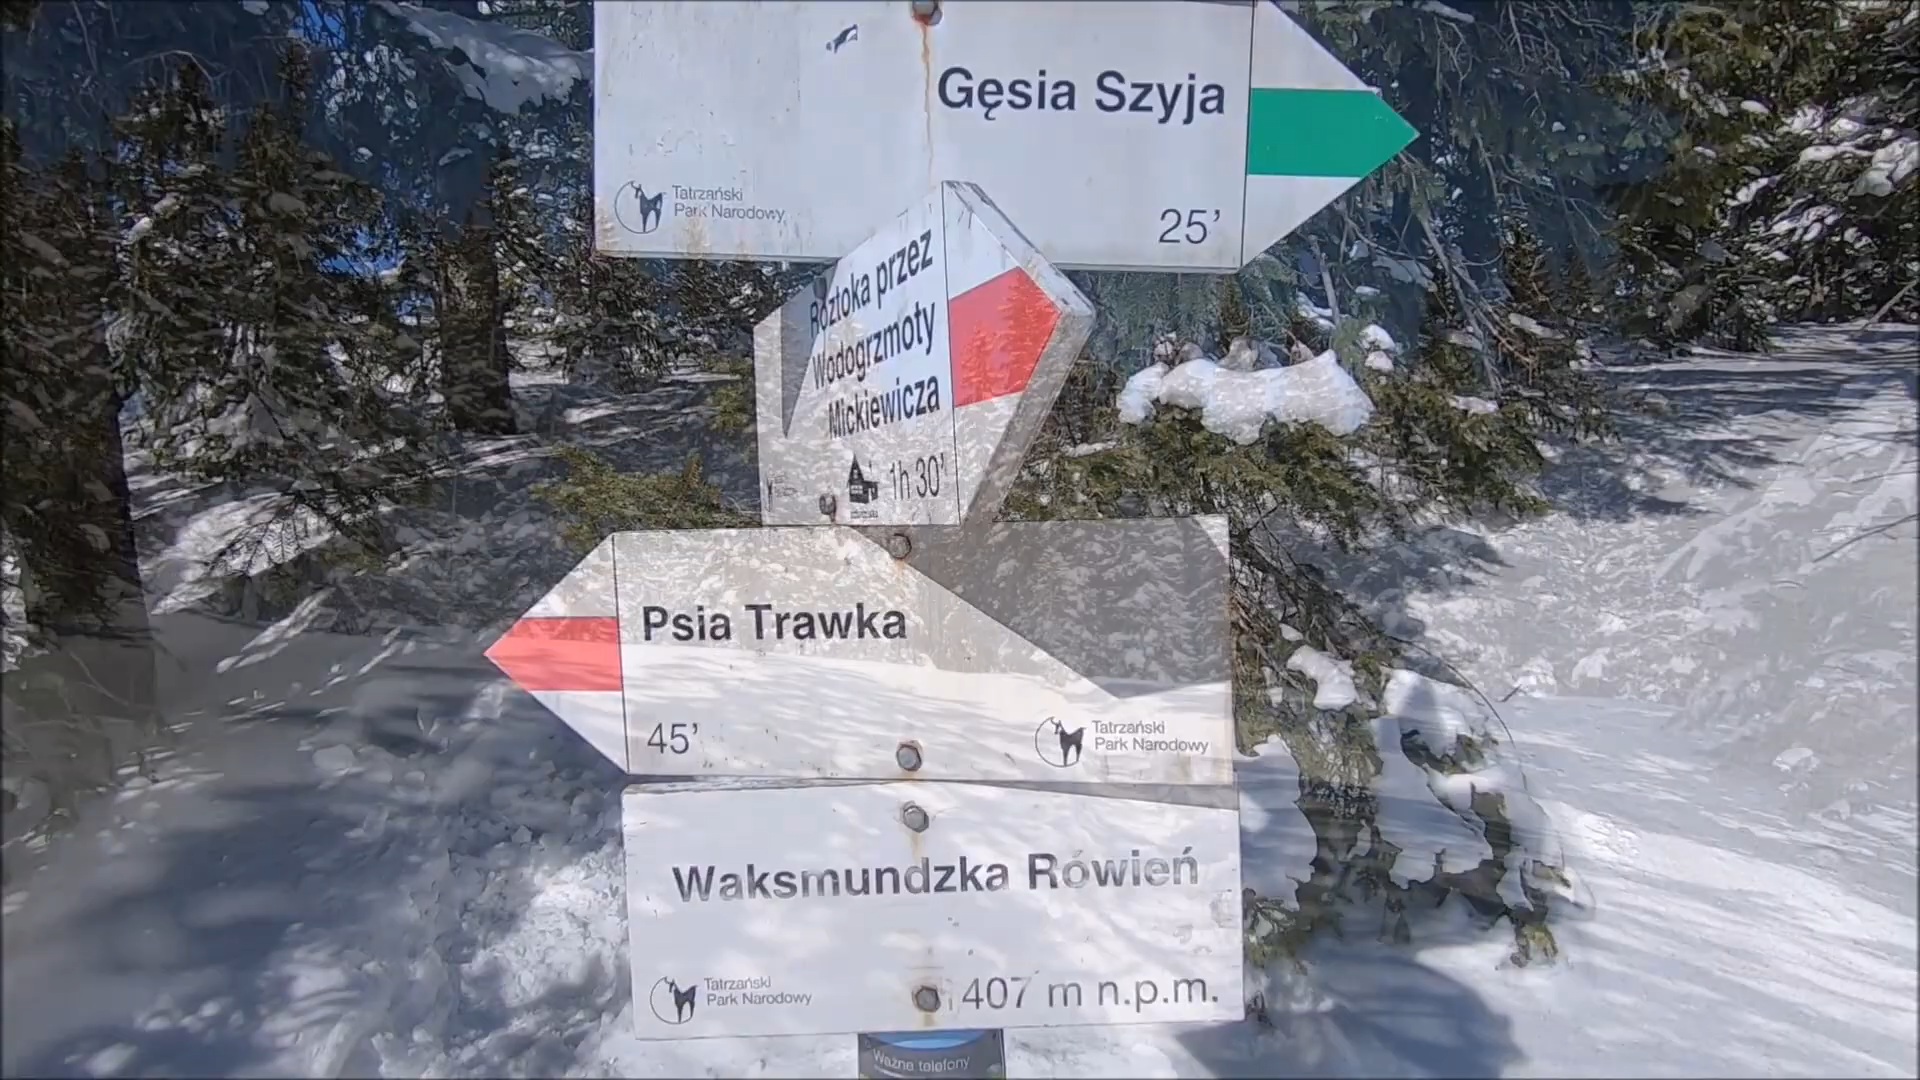 Gęsia Szyja
Tatrzański
Park Narodowy
25’
Roztoka przez
Wodogrzmoty
Mickiewicza
1h 30’
Psia Trawka
45’
Tatrzański
Park Narodowy
Waksmundzka Rówień
Tatrzański
Park Narodowy
1407 m n.p.m.
Ważne telefony